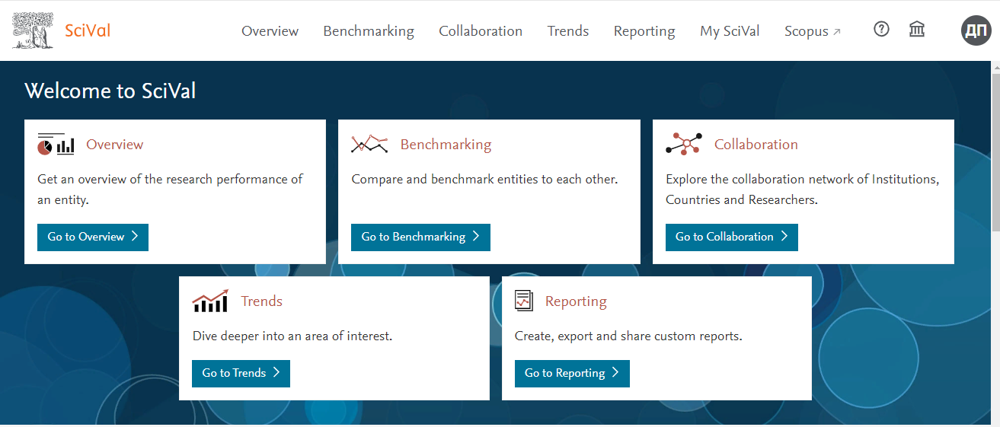 SciVal
Overview Benchmarking Collaboration Trends Reporting My SciVal Scopus ↗ ? ДП
Welcome to SciVal
Overview
Get an overview of the research performance of
an entity.
Go to Overview >
Benchmarking
Compare and benchmark entities to each other.
Go to Benchmarking >
Collaboration
Explore the collaboration network of Institutions,
Countries and Researchers.
Go to Collaboration >
Trends
Dive deeper into an area of interest.
Go to Trends >
Reporting
Create, export and share custom reports.
Go to Reporting >